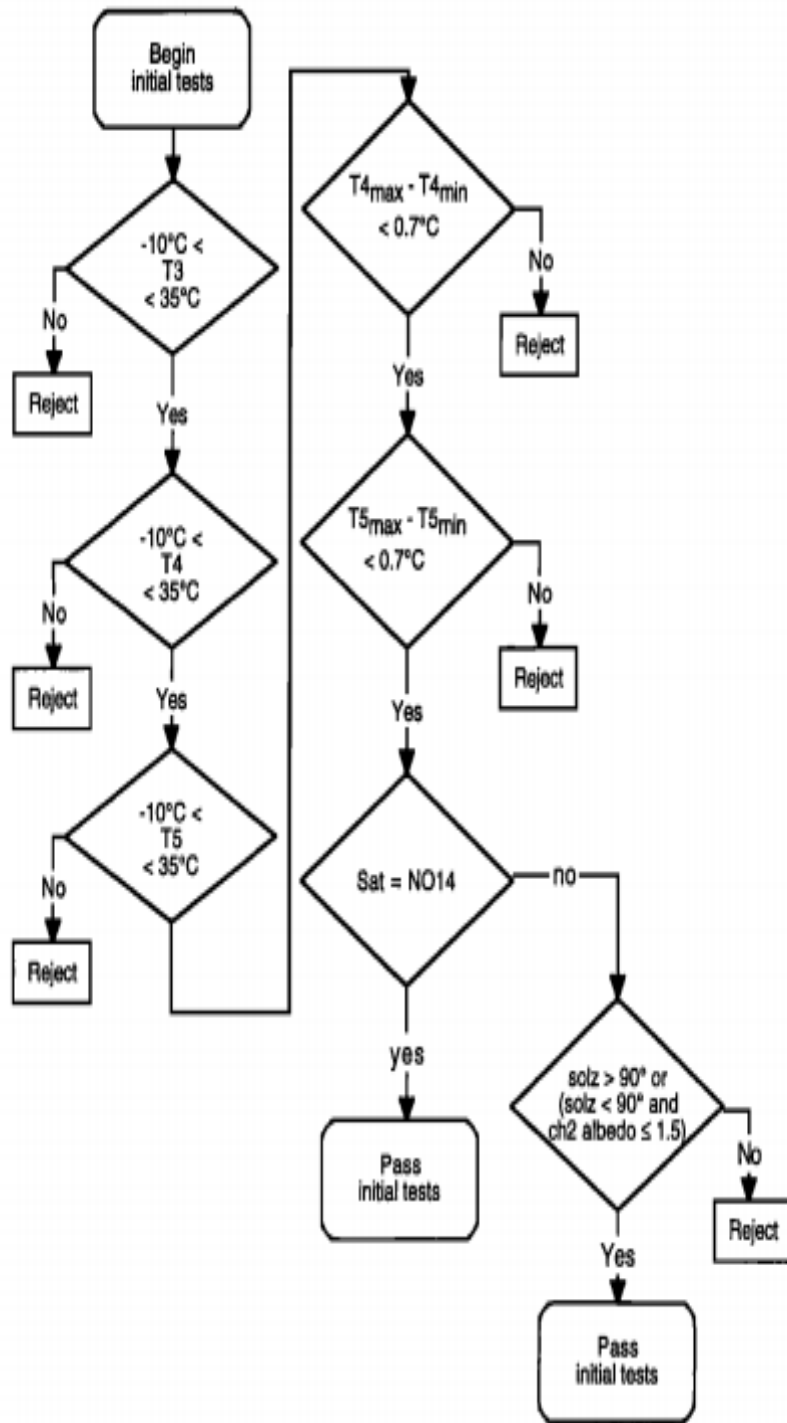 Begin
initial tests
-10°C <
T3
< 35°C
No
Reject
Yes
-10°C <
T4
< 35°C
No
Reject
Yes
-10°C <
T5
< 35°C
No
Reject
T4max - T4min
< 0.7°C
No
Reject
Yes
T5max - T5min
< 0.7°C
No
Reject
Yes
Sat = NO14
no
yes
Pass
initial tests
solz > 90° or
(solz < 90° and
ch2 albedo ≤ 1.5)
No
Reject
Yes
Pass
initial tests